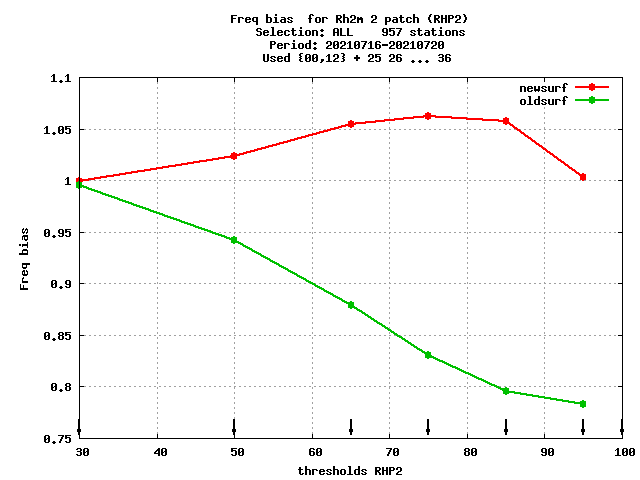 Freq bias  for Rh2m 2 patch (RHP2)
Selection: ALL    957 stations
Period: 20210716-20210720
Used {00,12} + 25 26 ... 36
newsurf
oldsurf
1.1
1.05
1
0.95
0.9
0.85
0.8
0.75
Freq bias
30 40 50 60 70 80 90 100
thresholds RHP2